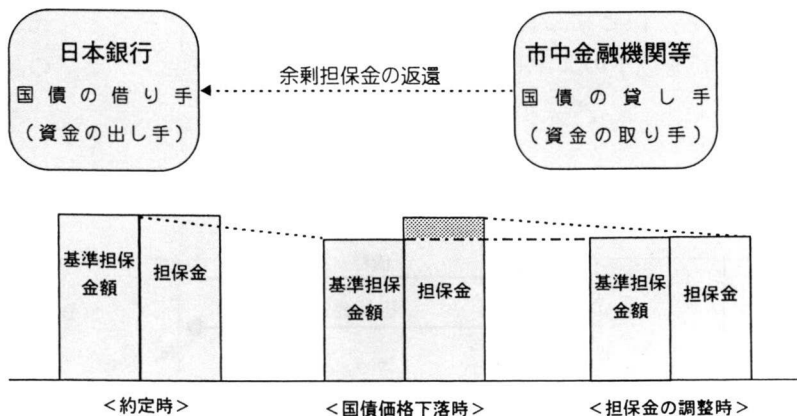 日本銀行
国債の借り手
（資金の出し手）
余剰担保金の返還
市中金融機関等
国債の貸し手
（資金の取り手）
基準担保
金額
担保金
基準担保
金額
担保金
基準担保
金額
担保金
＜約定時＞
＜国債価格下落時＞
＜担保金の調整時＞